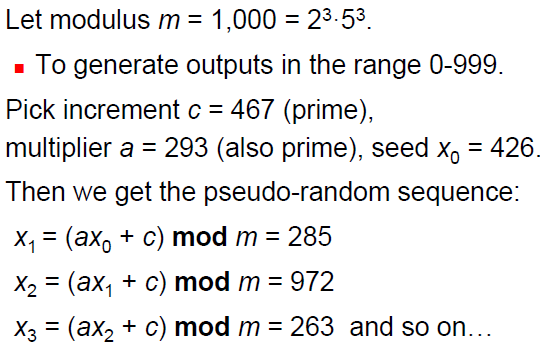 Let modulus m = 1,000 = 2³·5³.
▪ To generate outputs in the range 0-999.
Pick increment c = 467 (prime),
multiplier a = 293 (also prime), seed x₀ = 426.
Then we get the pseudo-random sequence:
x₁ = (ax₀ + c) mod m = 285
x₂ = (ax₁ + c) mod m = 972
x₃ = (ax₂ + c) mod m = 263 and so on…